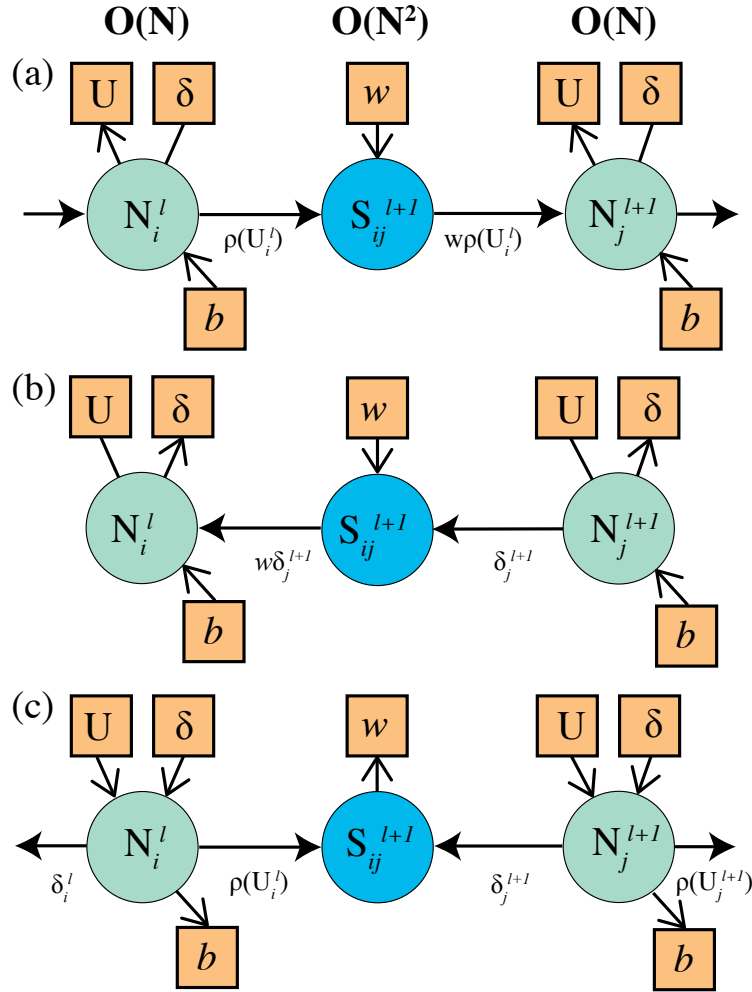 O(N) O(N²) O(N)
(a)
U δ w U δ
N_i^l S_ij^{l+1} N_j^{l+1}
ρ(U_i^l) wρ(U_i^l)
b b
(b)
U δ w U δ
N_i^l S_ij^{l+1} N_j^{l+1}
wδ_j^{l+1} δ_j^{l+1}
b b
(c)
U δ w U δ
N_i^l S_ij^{l+1} N_j^{l+1}
δ_i^l ρ(U_i^l) δ_j^{l+1} ρ(U_j^{l+1})
b b